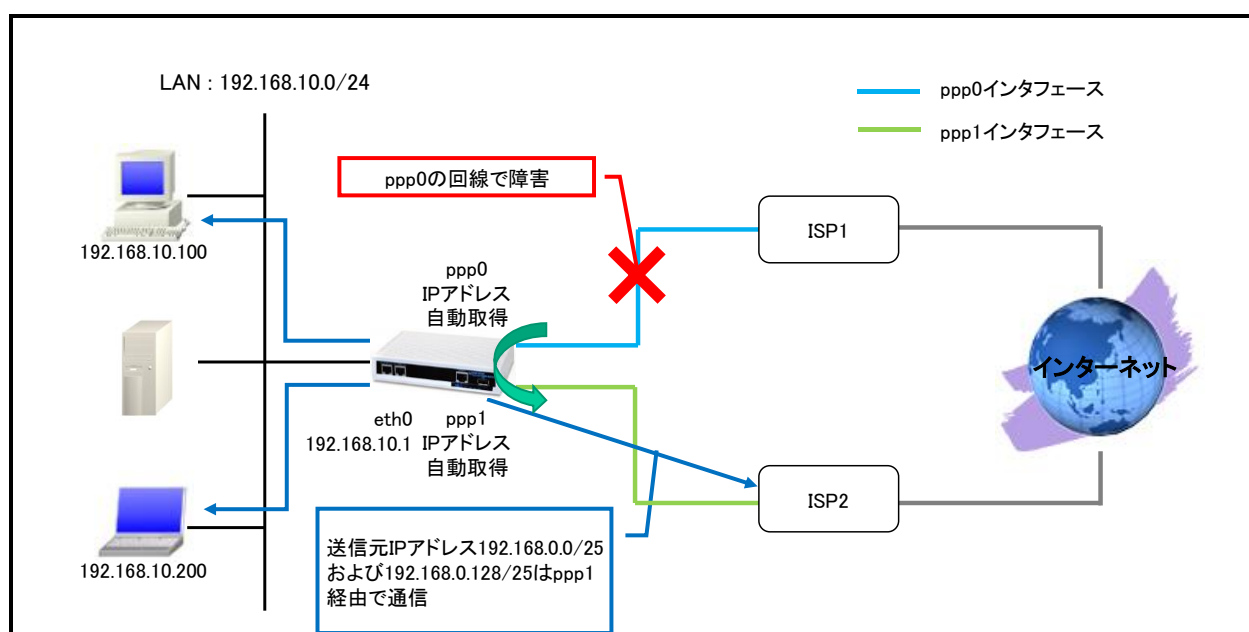 LAN : 192.168.10.0/24
ppp0インタフェース
ppp1インタフェース
ppp0の回線で障害
192.168.10.100
ppp0
IPアドレス
自動取得
ISP1
インターネット
eth0
192.168.10.1
ppp1
IPアドレス
自動取得
ISP2
送信元IPアドレス192.168.0.0/25
および192.168.0.128/25はppp1
経由で通信
192.168.10.200